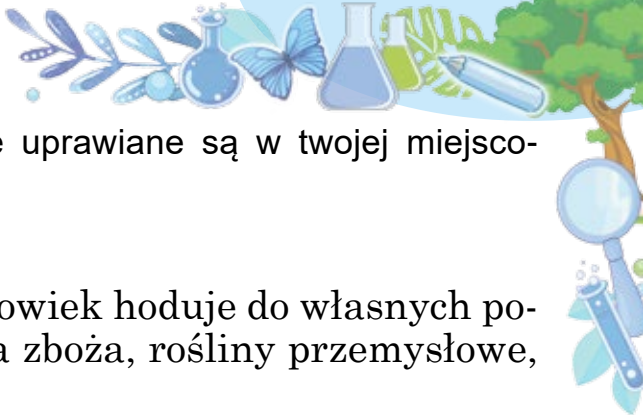 uprawiane są w twojej miejsco-
owiek hoduje do własnych po-
a zboża, rośliny przemysłowe,